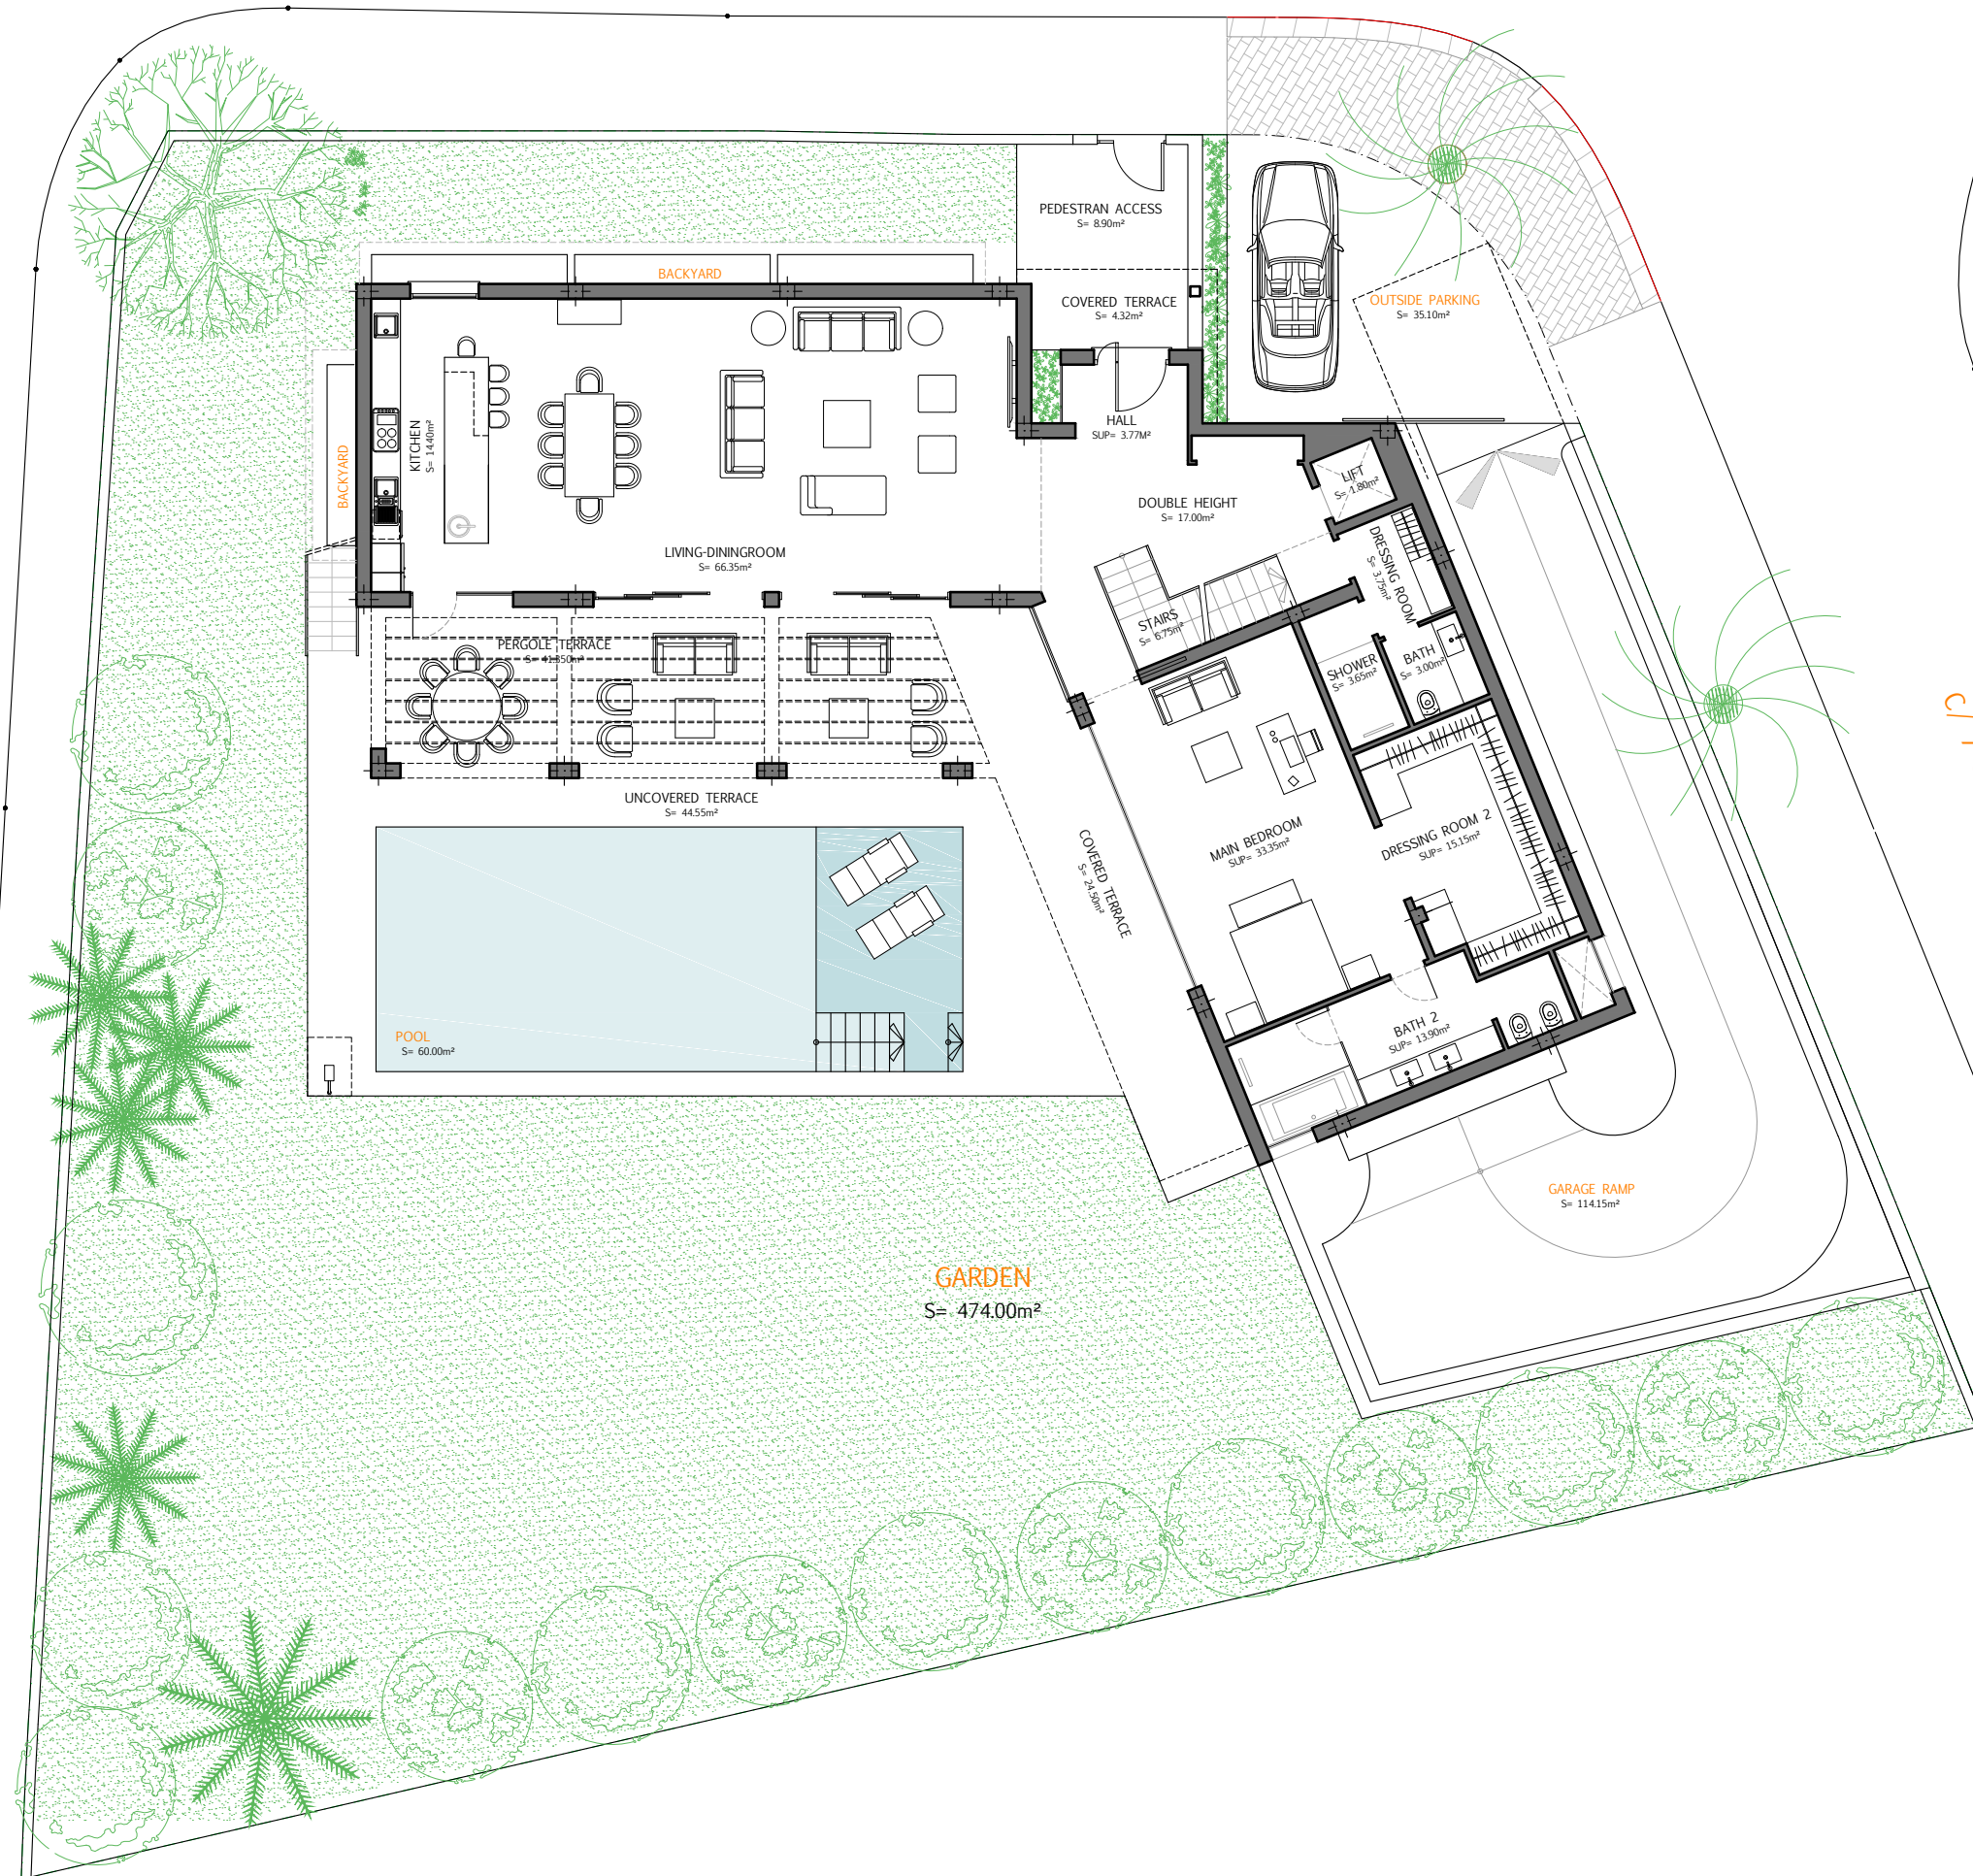 PEDESTRAN ACCESS
S= 8.90m²
BACKYARD
COVERED TERRACE
S= 4.32m²
OUTSIDE PARKING
S= 35.10m²
HALL
SUP= 3.77M²
KITCHEN
S= 14.40m²
BACKYARD
LIFT
S= 1.80m²
DOUBLE HEIGHT
S= 17.00m²
LIVING-DININGROOM
S= 66.35m²
DRESSING ROOM
S= 3.75m²
STAIRS
S= 6.75m²
PERGOLE TERRACE
S= 41.350m²
SHOWER
S= 3.65m²
BATH
S= 3.00m²
UNCOVERED TERRACE
S= 44.55m²
MAIN BEDROOM
SUP= 33.35m²
DRESSING ROOM 2
SUP= 15.15m²
COVERED TERRACE
S= 24.50m²
POOL
S= 60.00m²
BATH 2
SUP= 13.90m²
GARAGE RAMP
S= 114.15m²
GARDEN
S= 474.00m²
C/